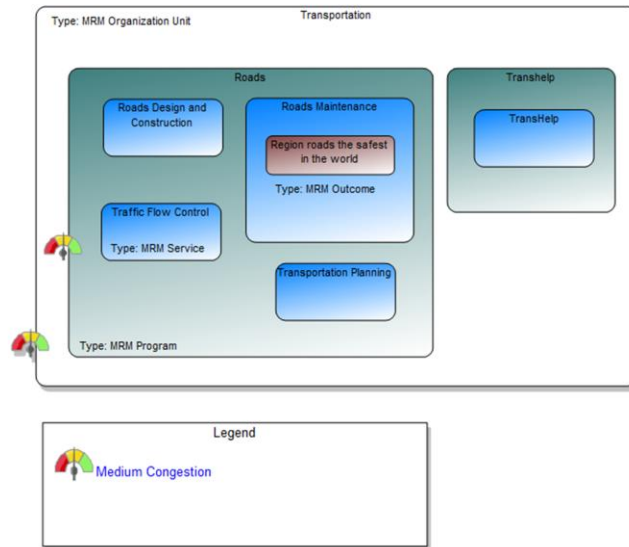 Transportation
Type: MRM Organization Unit
Roads
Transhelp
Roads Design and
Construction
Roads Maintenance
TransHelp
Region roads the safest
in the world
Type: MRM Outcome
Traffic Flow Control
Type: MRM Service
Transportation Planning
Type: MRM Program
Legend
Medium Congestion